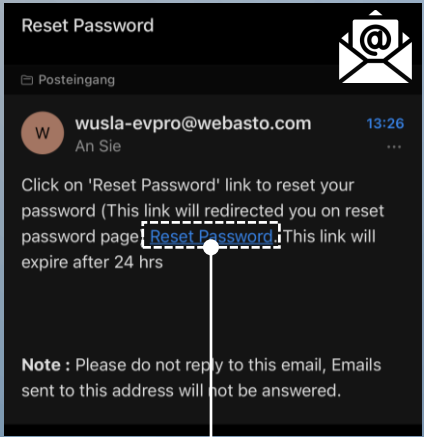 Reset Password
Posteingang
W
wusla-evpro@webasto.com
13:26
An Sie
Click on 'Reset Password' link to reset your
password (This link will redirected you on reset
password page Reset Password. This link will
expire after 24 hrs
Note : Please do not reply to this email, Emails
sent to this address will not be answered.